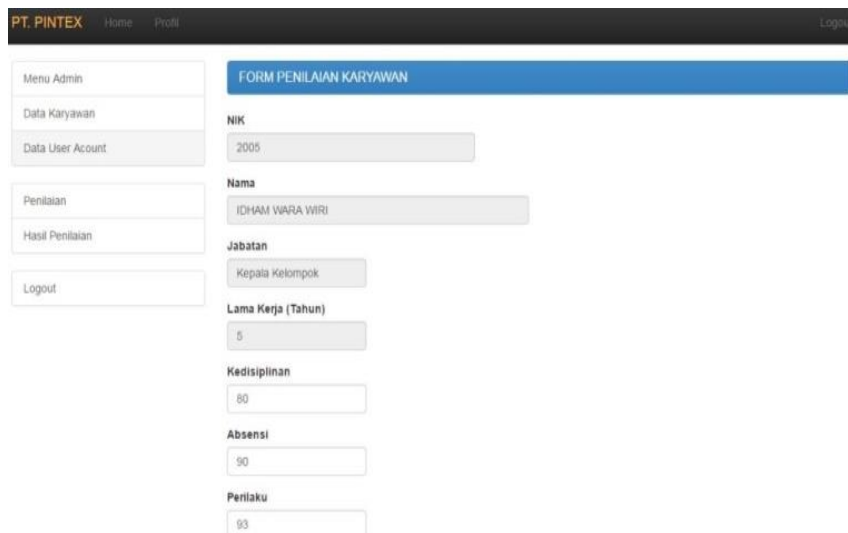 PT. PINTEX Home Profil
Menu Admin
Data Karyawan
Data User Acount
Penilaian
Hasil Penilaian
Logout
FORM PENILAIAN KARYAWAN
NIK
2005
Nama
IDHAM WARA WIRI
Jabatan
Kepala Kelompok
Lama Kerja (Tahun)
5
Kedisiplinan
80
Absensi
90
Perilaku
93